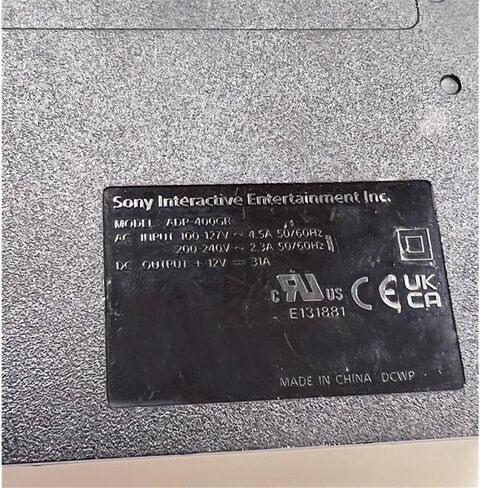 Sony Interactive Entertainment Inc.
MODEL: ADP-400GR
AC INPUT 100-127V ~ 4.5A 50/60Hz
200-240V ~ 2.3A 50/60Hz
DC OUTPUT + 12V ⎓ 31A
C UL US CE UK
CA
E131881
MADE IN CHINA DCWP